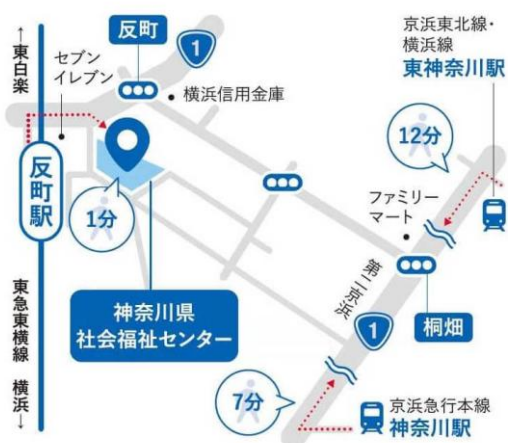 ↑東白楽
セブン
イレブン
反町
1
横浜信用金庫
京浜東北線・
横浜線
東神奈川駅
12分
反町駅
1分
ファミリー
マート
第二京浜
神奈川県
社会福祉センター
1
桐畑
東急東横線 横浜↓
7分
京浜急行本線
神奈川駅